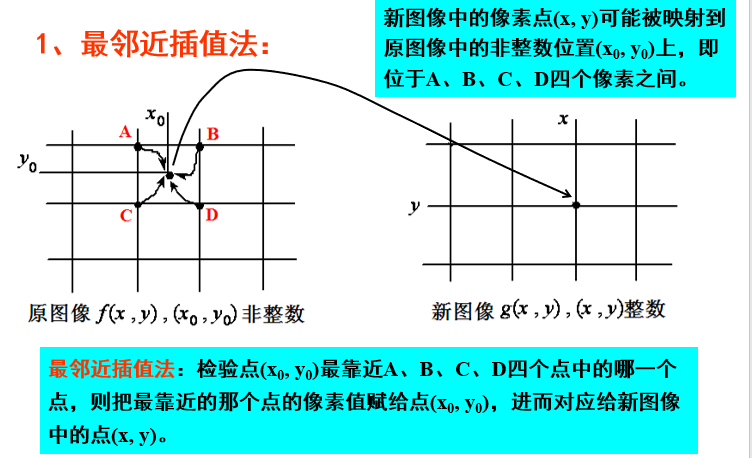 1、最邻近插值法：
新图像中的像素点(x, y)可能被映射到
原图像中的非整数位置(x₀, y₀)上，即
位于A、B、C、D四个像素之间。
x₀
A
B
y₀
C
D
x
y
原图像 f(x ,y) , (x₀ , y₀) 非整数
新图像 g(x ,y) , (x ,y)整数
最邻近插值法：检验点(x₀, y₀)最靠近A、B、C、D四个点中的哪一个
点，则把最靠近的那个点的像素值赋给点(x₀, y₀)，进而对应给新图像
中的点(x, y)。